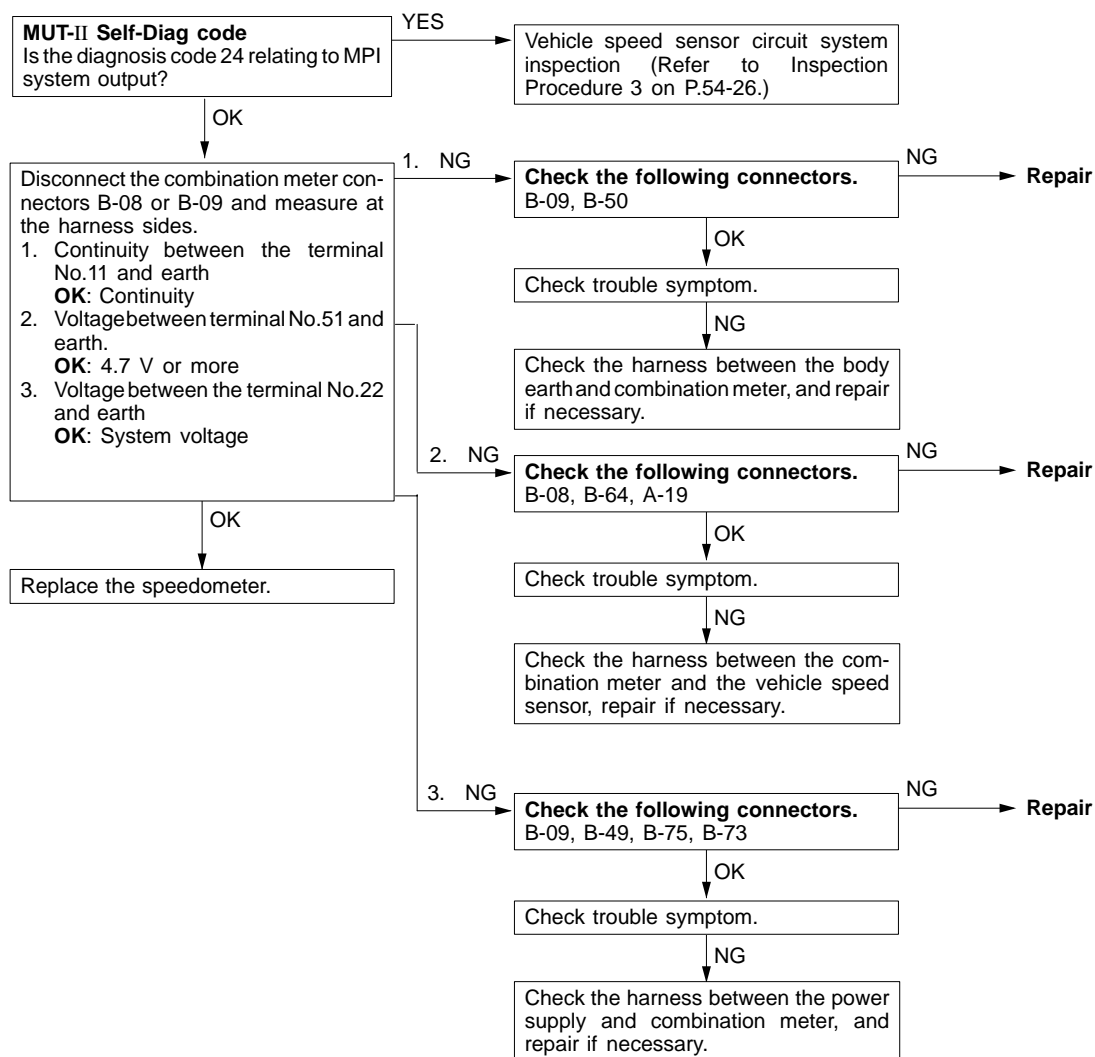 MUT-II Self-Diag code
Is the diagnosis code 24 relating to MPI
system output?
YES
Vehicle speed sensor circuit system
inspection (Refer to Inspection
Procedure 3 on P.54-26.)
OK
Disconnect the combination meter con-
nectors B-08 or B-09 and measure at
the harness sides.
1. Continuity between the terminal
No.11 and earth
OK: Continuity
2. Voltage between terminal No.51 and
earth.
OK: 4.7 V or more
3. Voltage between the terminal No.22
and earth
OK: System voltage
OK
Replace the speedometer.
1. NG
Check the following connectors.
B-09, B-50
NG
Repair
OK
Check trouble symptom.
NG
Check the harness between the body
earth and combination meter, and repair
if necessary.
2. NG
Check the following connectors.
B-08, B-64, A-19
NG
Repair
OK
Check trouble symptom.
NG
Check the harness between the com-
bination meter and the vehicle speed
sensor, repair if necessary.
3. NG
Check the following connectors.
B-09, B-49, B-75, B-73
NG
Repair
OK
Check trouble symptom.
NG
Check the harness between the power
supply and combination meter, and
repair if necessary.